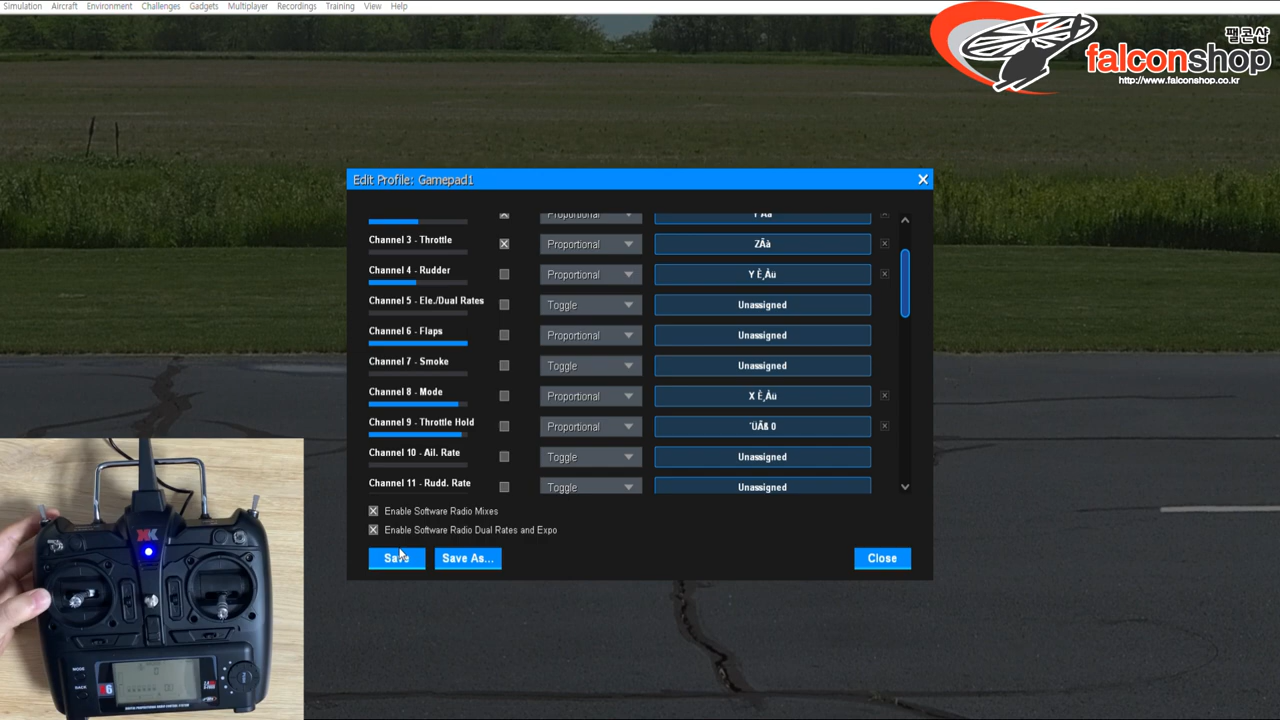 Simulation Aircraft Environment Challenges Gadgets Multiplayer Recordings Training View Help
팰콘샵
falconshop
http://www.falconshop.co.kr
Edit Profile: Gamepad1
Proportional
Channel 3 - Throttle Proportional ZÃà
Channel 4 - Rudder Proportional Y È¸Àü
Channel 5 - Ele./Dual Rates Toggle Unassigned
Channel 6 - Flaps Proportional Unassigned
Channel 7 - Smoke Toggle Unassigned
Channel 8 - Mode Proportional X È¸Àü
Channel 9 - Throttle Hold Proportional
Channel 10 - Ail. Rate Toggle Unassigned
Channel 11 - Rudd. Rate Toggle Unassigned
Enable Software Radio Mixes
Enable Software Radio Dual Rates and Expo
Save Save As... Close
XK
MODE
BACK
X6